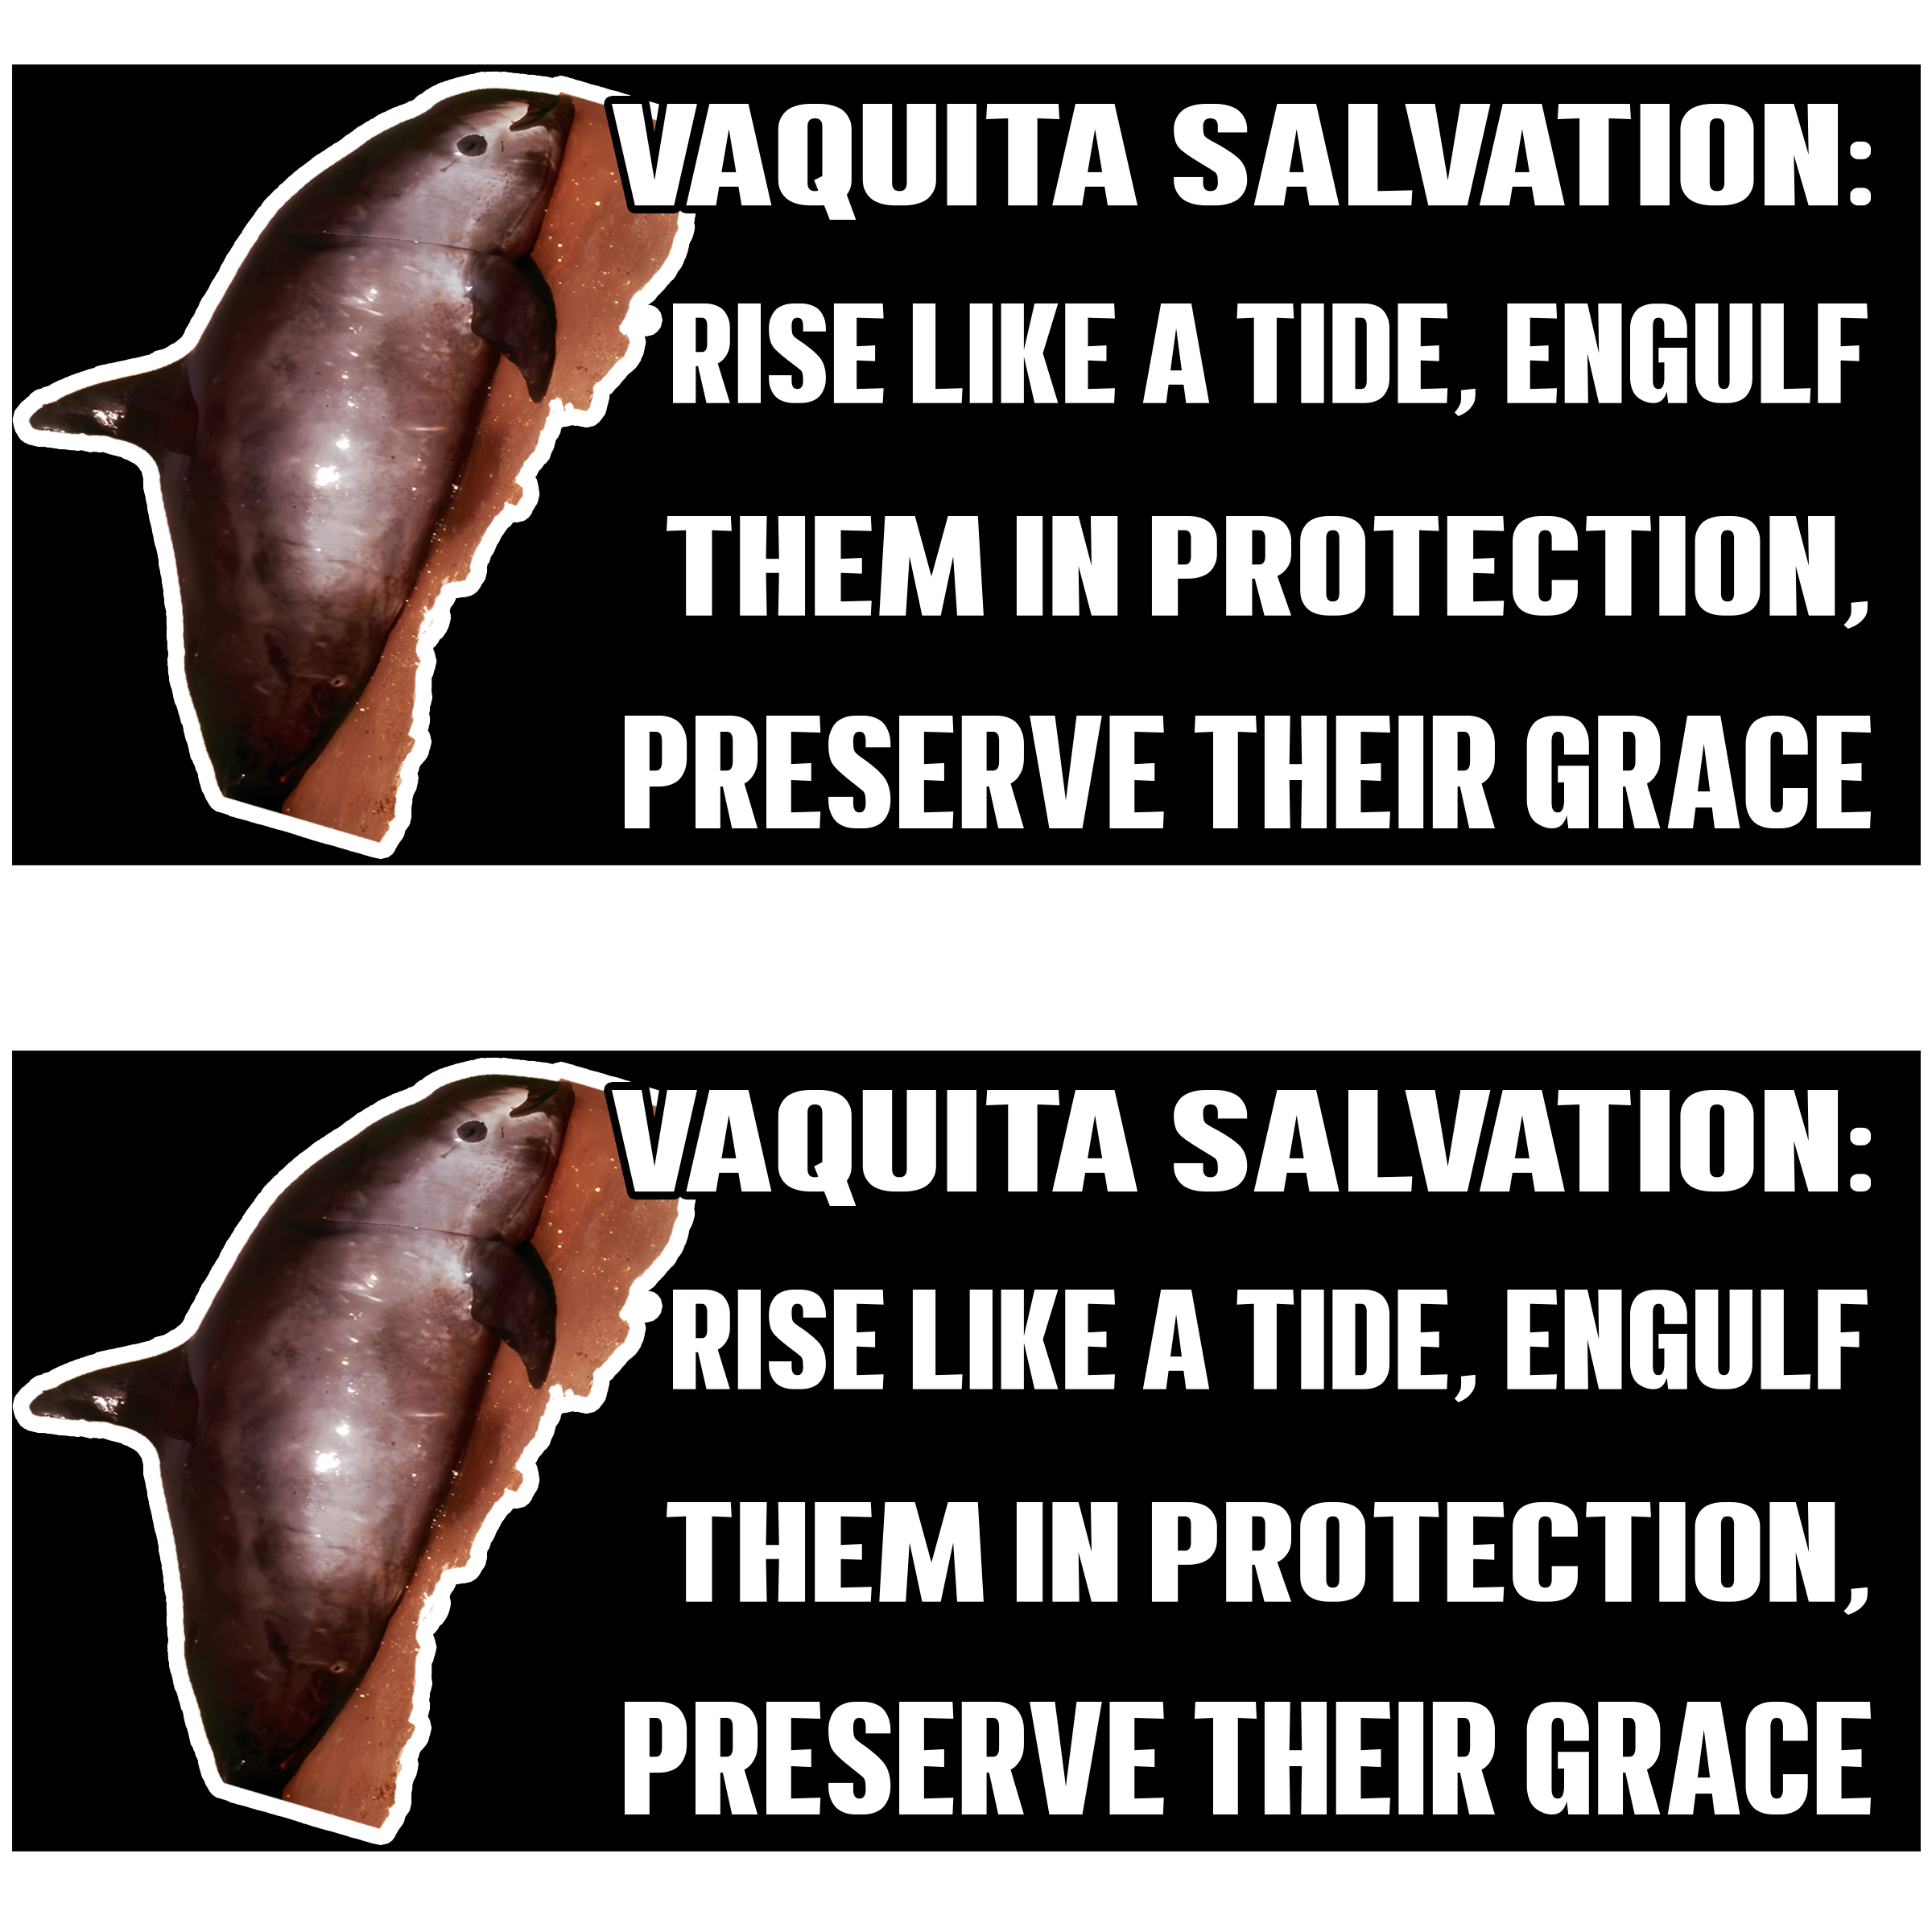 VAQUITA SALVATION:
RISE LIKE A TIDE, ENGULF
THEM IN PROTECTION,
PRESERVE THEIR GRACE
VAQUITA SALVATION:
RISE LIKE A TIDE, ENGULF
THEM IN PROTECTION,
PRESERVE THEIR GRACE